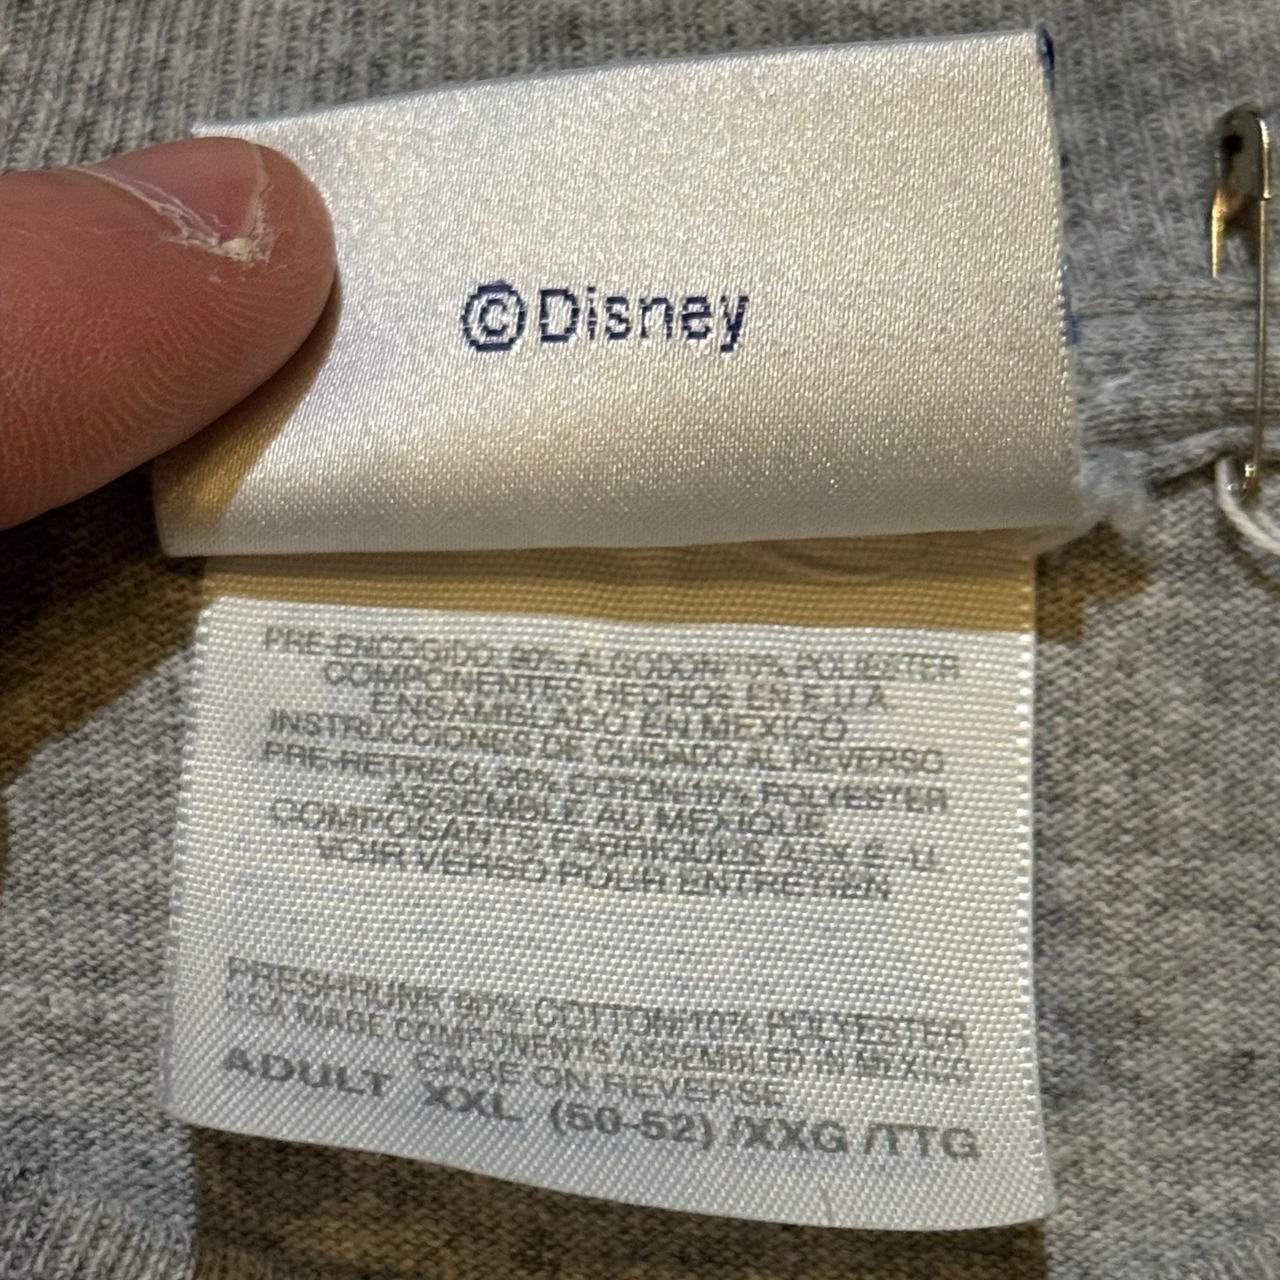 ©Disney
PRE-ENCOGIDO 90% ALGODON/10% POLIESTER
COMPONENTES HECHOS EN E.U.A
ENSAMBLADO EN MEXICO
INSTRUCCIONES DE CUIDADO AL REVERSO
PRE-RETRECI, 90% COTON/10% POLYESTER
ASSEMBLE AU MEXIQUE
COMPOSANTS FABRIQUES AUX E.-U
VOIR VERSO POUR ENTRETIEN
PRESHRUNK 90% COTTON/10% POLYESTER
USA MADE COMPONENTS ASSEMBLED IN MEXICO
CARE ON REVERSE
ADULT XXL (50-52) /XXG /TTG